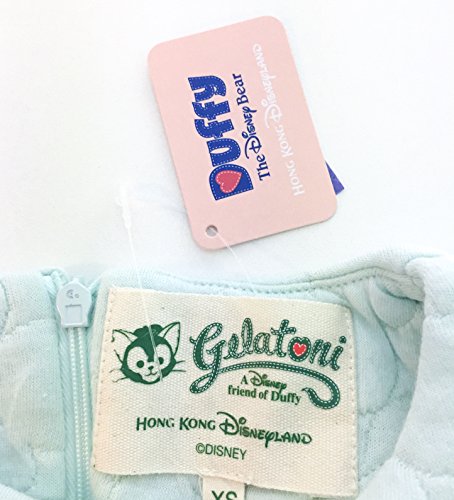 Duffy
The Disney Bear
Hong Kong Disneyland
Gelatoni
A Disney
friend of Duffy
Hong Kong Disneyland
©DISNEY
XS